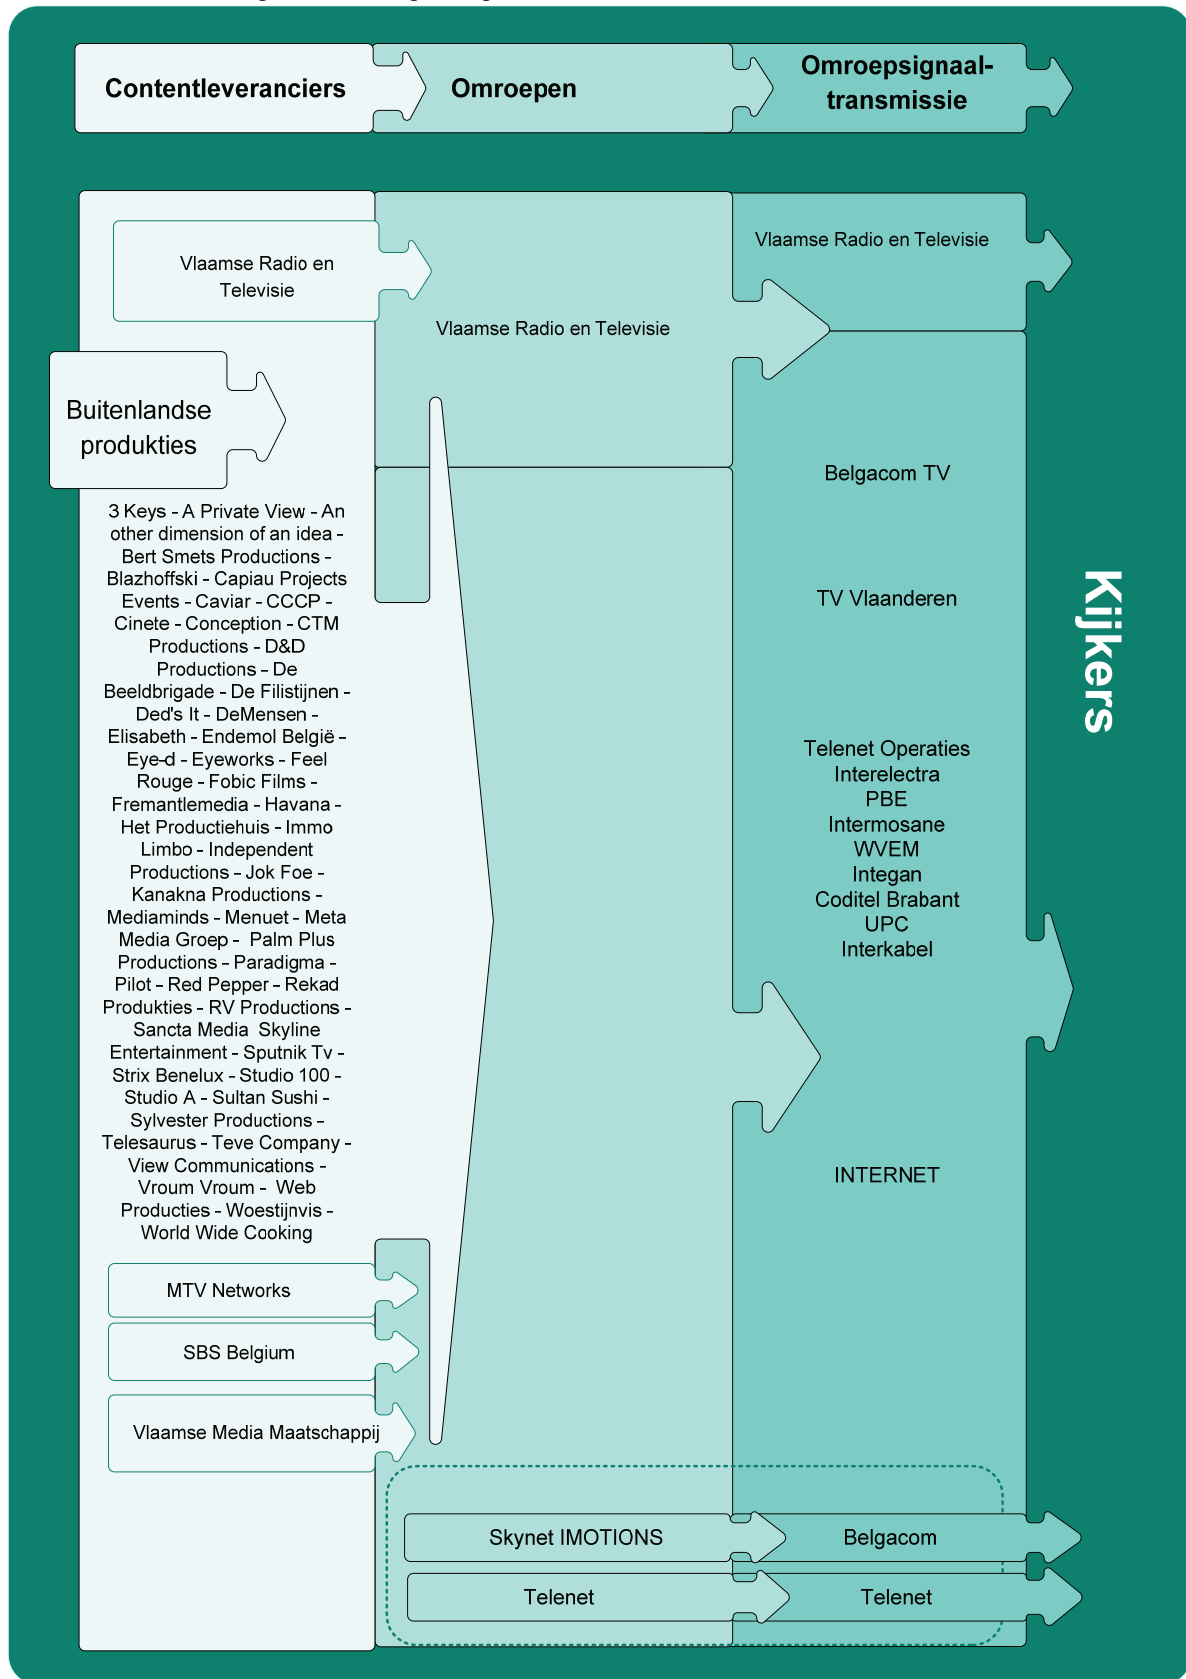 Contentleveranciers
Omroepen
Omroepsignaal-
transmissie
Vlaamse Radio en
Televisie
Buitenlandse
produkties
3 Keys - A Private View - An
other dimension of an idea -
Bert Smets Productions -
Blazhoffski - Capiau Projects
Events - Caviar - CCCP -
Cinete - Conception - CTM
Productions - D&D
Productions - De
Beeldbrigade - De Filistijnen -
Ded's It - DeMensen -
Elisabeth - Endemol België -
Eye-d - Eyeworks - Feel
Rouge - Fobic Films -
Fremantlemedia - Havana -
Het Productiehuis - Immo
Limbo - Independent
Productions - Jok Foe -
Kanakna Productions -
Mediaminds - Menuet - Meta
Media Groep - Palm Plus
Productions - Paradigma -
Pilot - Red Pepper - Rekad
Produkties - RV Productions -
Sancta Media Skyline
Entertainment - Sputnik Tv -
Strix Benelux - Studio 100 -
Studio A - Sultan Sushi -
Sylvester Productions -
Telesaurus - Teve Company -
View Communications -
Vroum Vroum - Web
Producties - Woestijnvis -
World Wide Cooking
MTV Networks
SBS Belgium
Vlaamse Media Maatschappij
Vlaamse Radio en Televisie
Skynet IMOTIONS
Telenet
Vlaamse Radio en Televisie
Belgacom TV
TV Vlaanderen
Telenet Operaties
Interelectra
PBE
Intermosane
WVEM
Integan
Coditel Brabant
UPC
Interkabel
INTERNET
Belgacom
Telenet
Kijkers